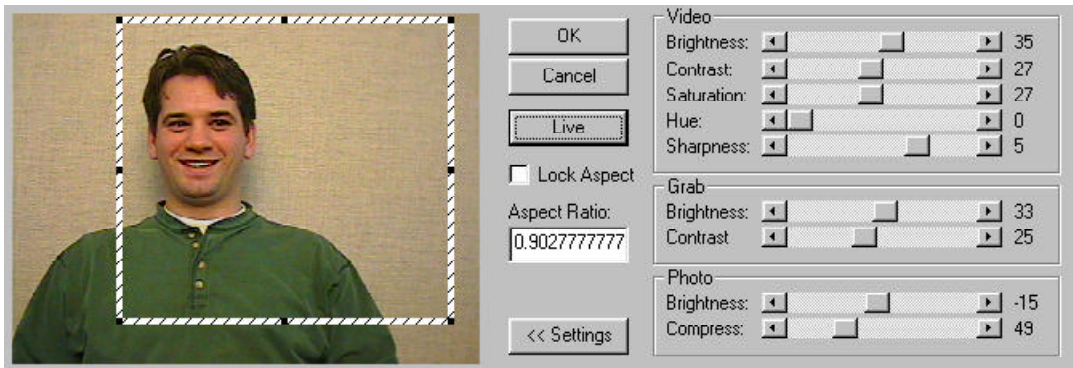 OK
Cancel
Live
Lock Aspect
Aspect Ratio:
0.9027777777
<< Settings
Video
Brightness: 35
Contrast: 27
Saturation: 27
Hue: 0
Sharpness: 5
Grab
Brightness: 33
Contrast 25
Photo
Brightness: -15
Compress: 49